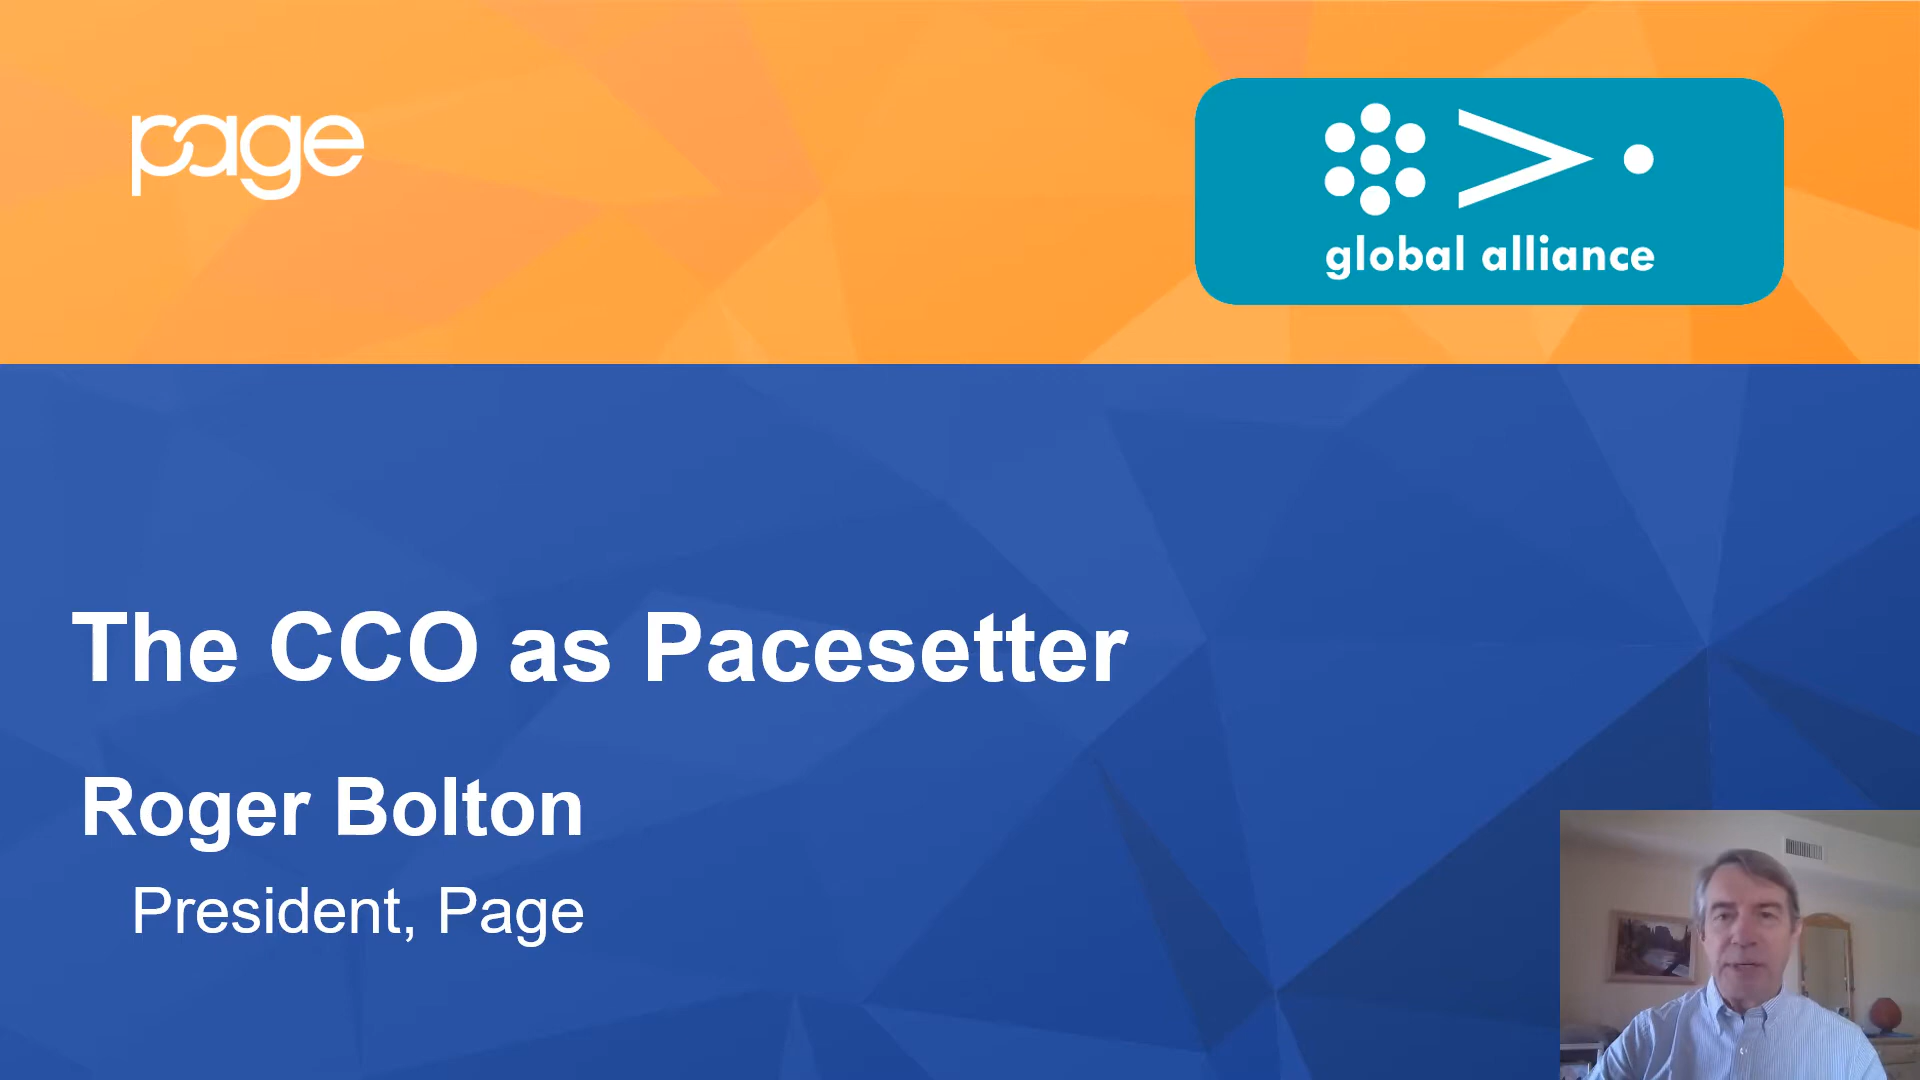 page
global alliance
The CCO as Pacesetter
Roger Bolton
President, Page